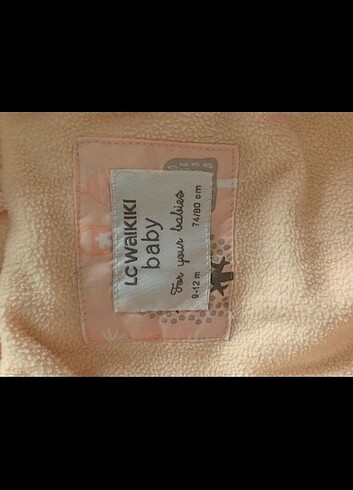 LC WAIKIKI
baby
For your babies
9-12 m 74/80 cm